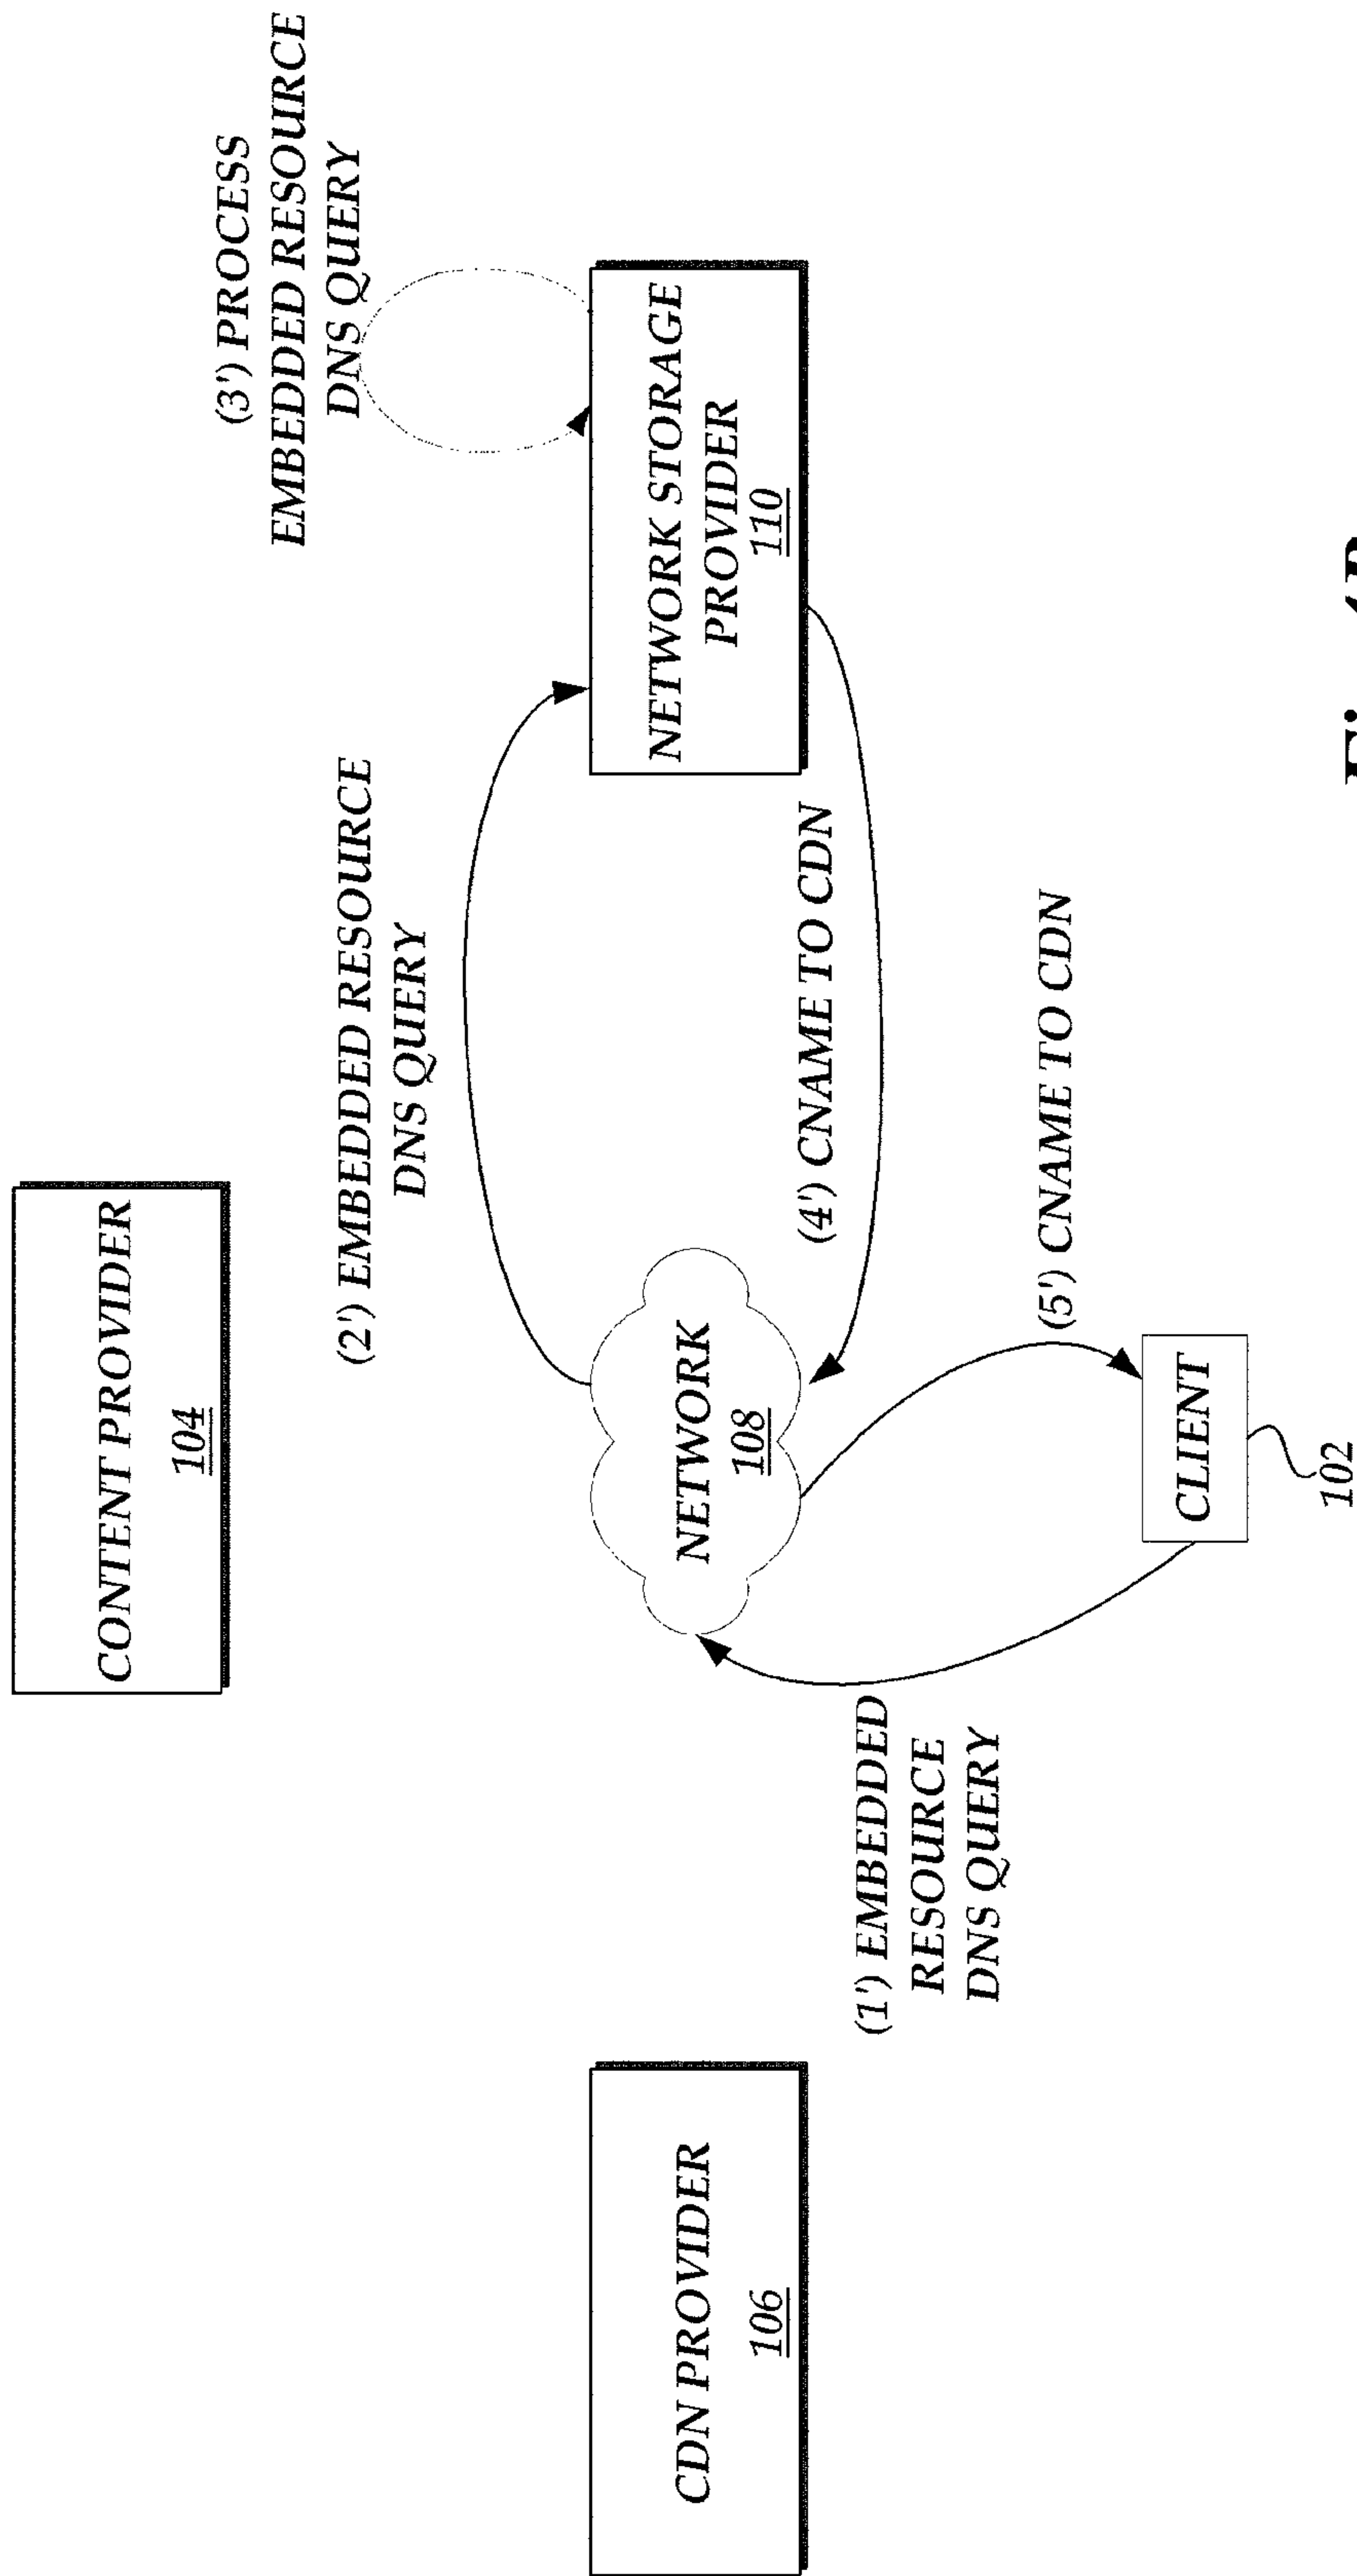 CONTENT PROVIDER
104
(3') PROCESS
EMBEDDED RESOURCE
DNS QUERY
(2') EMBEDDED RESOURCE
DNS QUERY
CDN PROVIDER
106
NETWORK
108
NETWORK STORAGE
PROVIDER
110
(4') CNAME TO CDN
(1') EMBEDDED
RESOURCE
DNS QUERY
(5') CNAME TO CDN
CLIENT
102